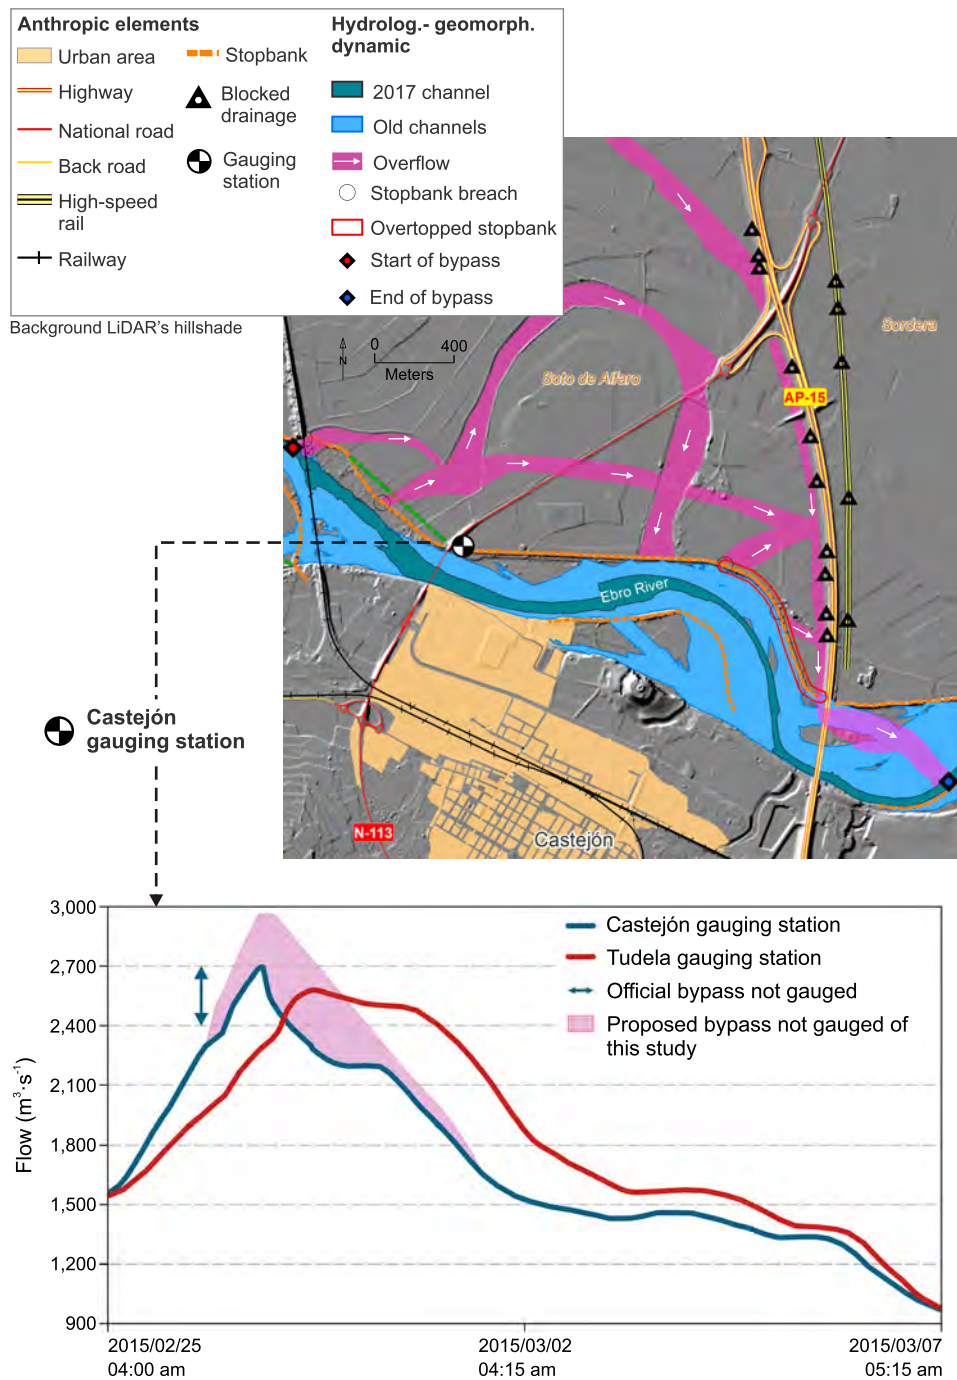 Anthropic elements
Urban area
Highway
National road
Back road
High-speed
rail
Railway
Stopbank
Blocked
drainage
Gauging
station
Hydrolog.- geomorph.
dynamic
2017 channel
Old channels
Overflow
Stopbank breach
Overtopped stopbank
Start of bypass
End of bypass
Background LiDAR's hillshade
N
0 400
Meters
Sordera
Soto de Alfaro
AP-15
Ebro River
N-113
Castejón
Castejón
gauging station
Flow (m³·s⁻¹)
3,000
2,700
2,400
2,100
1,800
1,500
1,200
900
Castejón gauging station
Tudela gauging station
Official bypass not gauged
Proposed bypass not gauged of
this study
2015/02/25
04:00 am
2015/03/02
04:15 am
2015/03/07
05:15 am